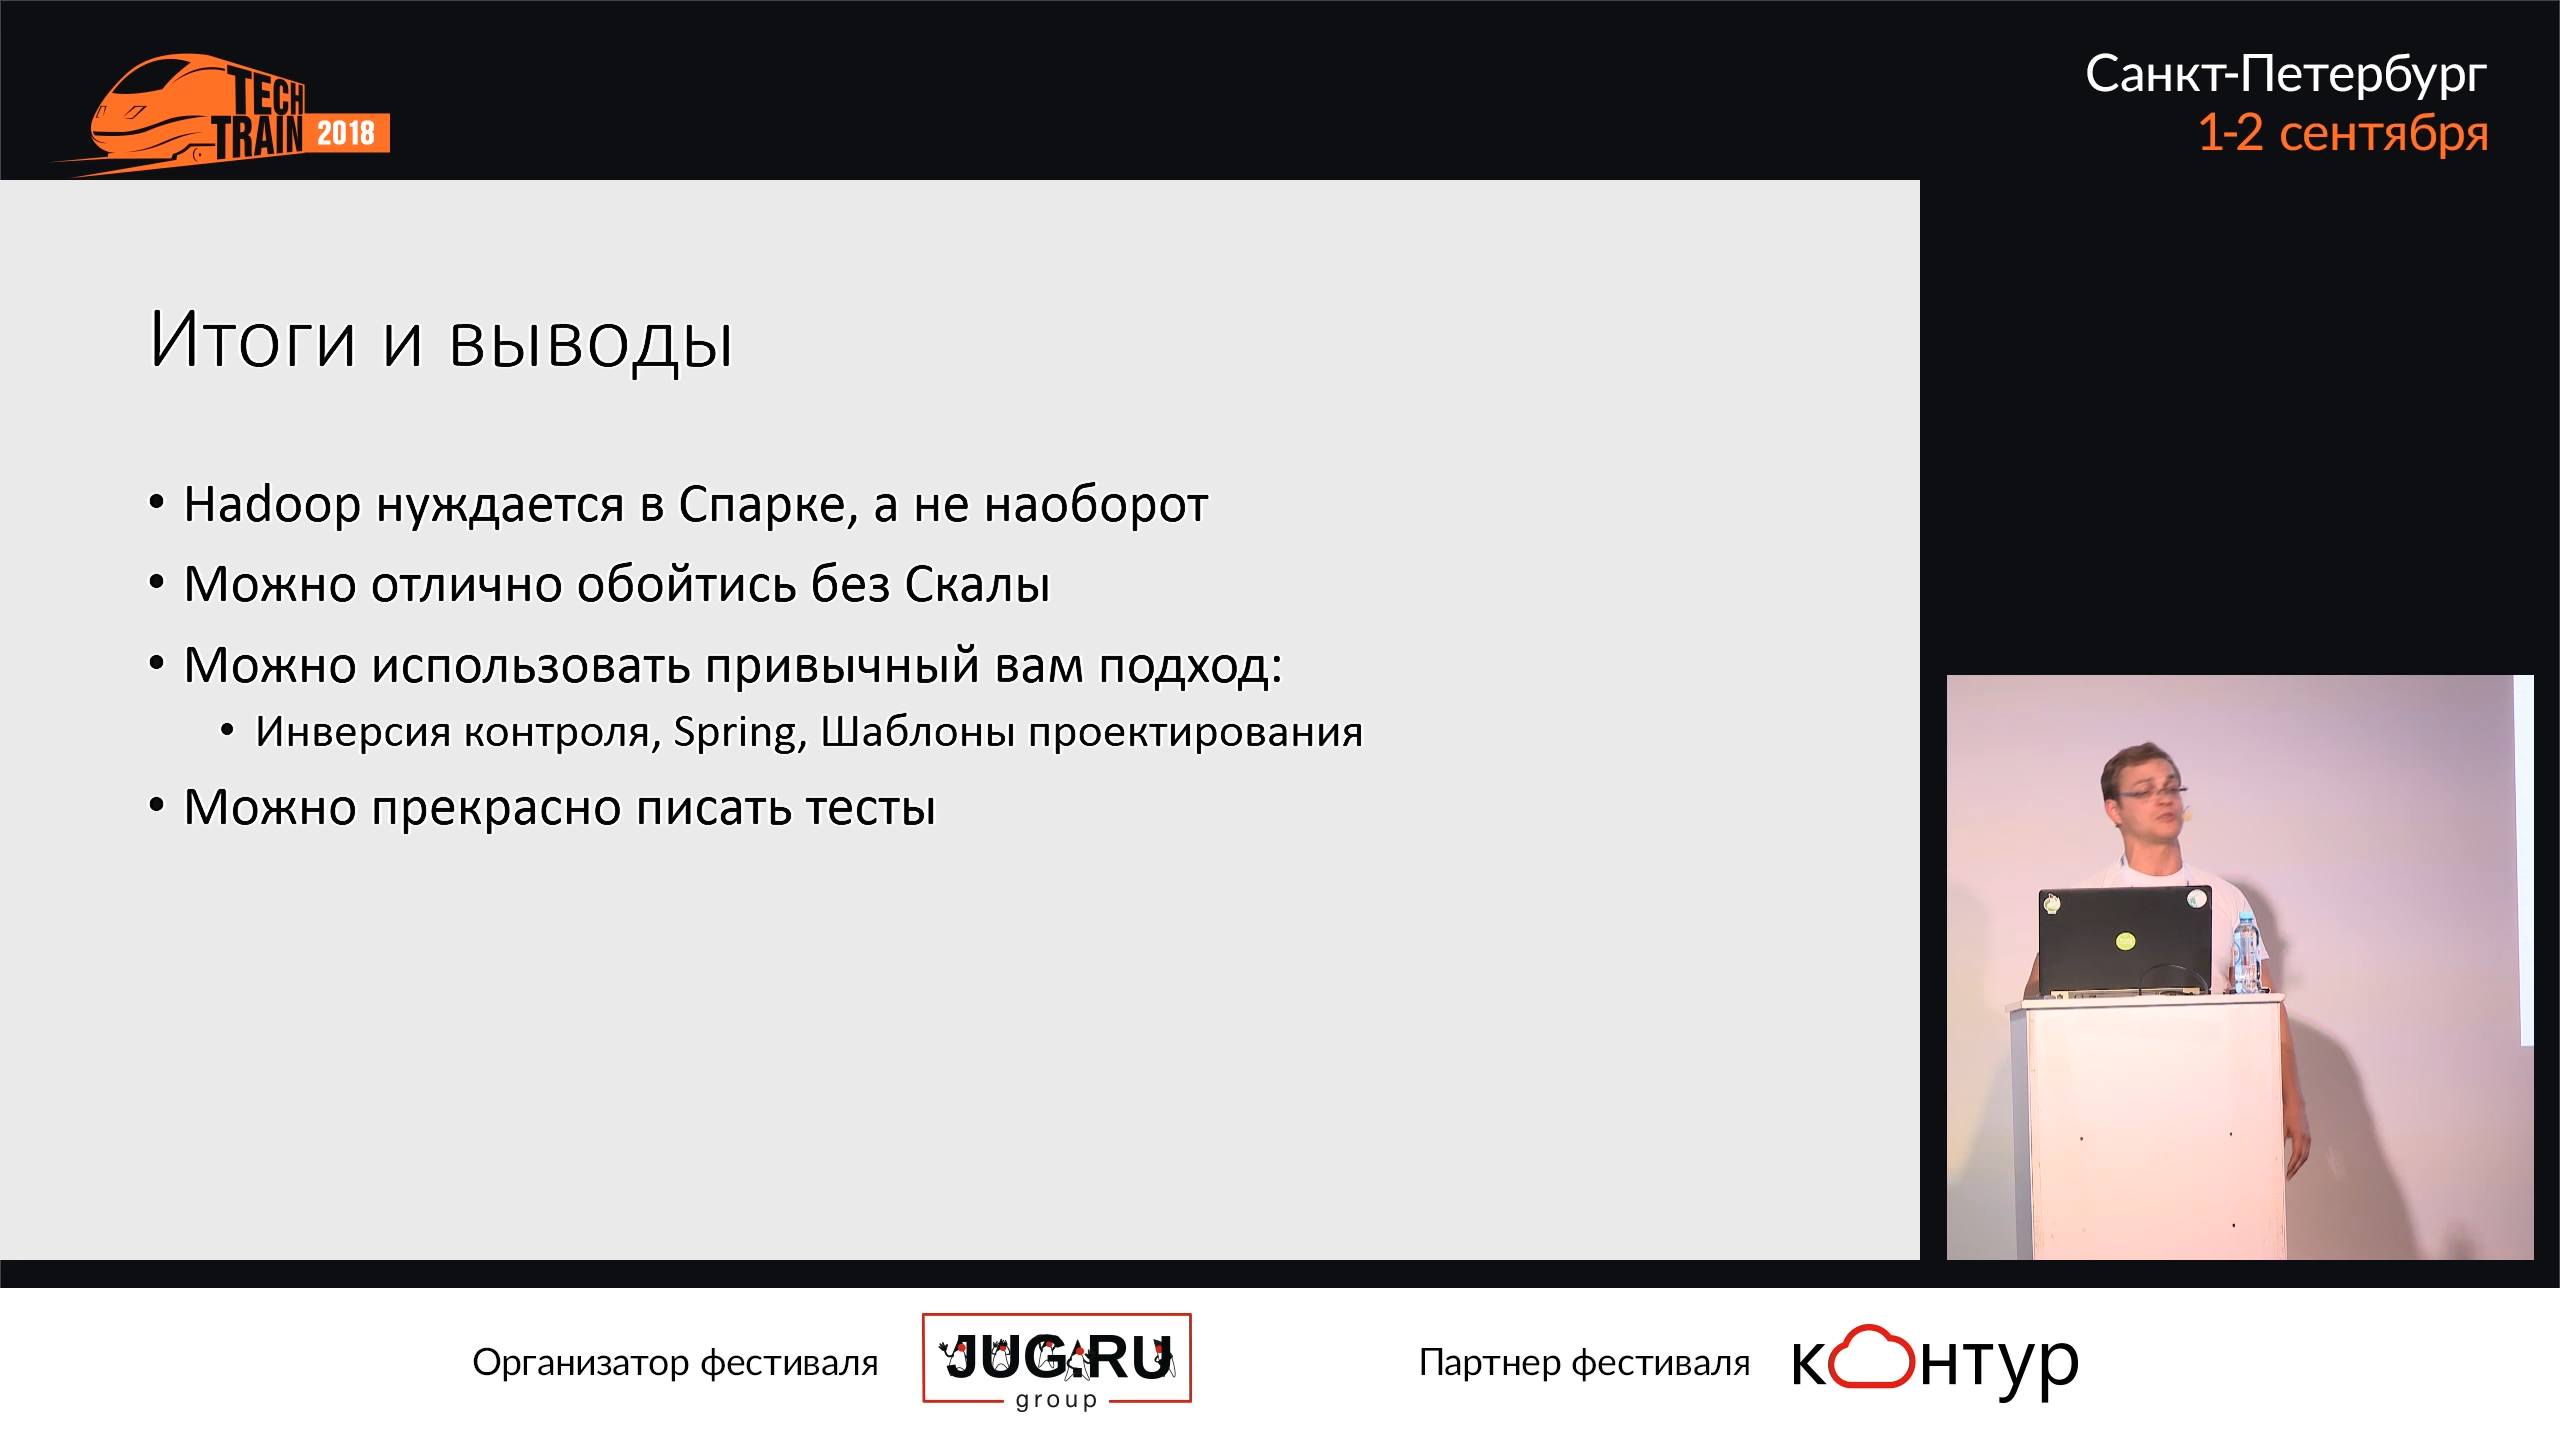 TECH
TRAIN 2018
Санкт-Петербург
1-2 сентября
Итоги и выводы
• Hadoop нуждается в Спарке, а не наоборот
• Можно отлично обойтись без Скалы
• Можно использовать привычный вам подход:
• Инверсия контроля, Spring, Шаблоны проектирования
• Можно прекрасно писать тесты
Организатор фестиваля
JUG.RU
group
Партнер фестиваля
контур